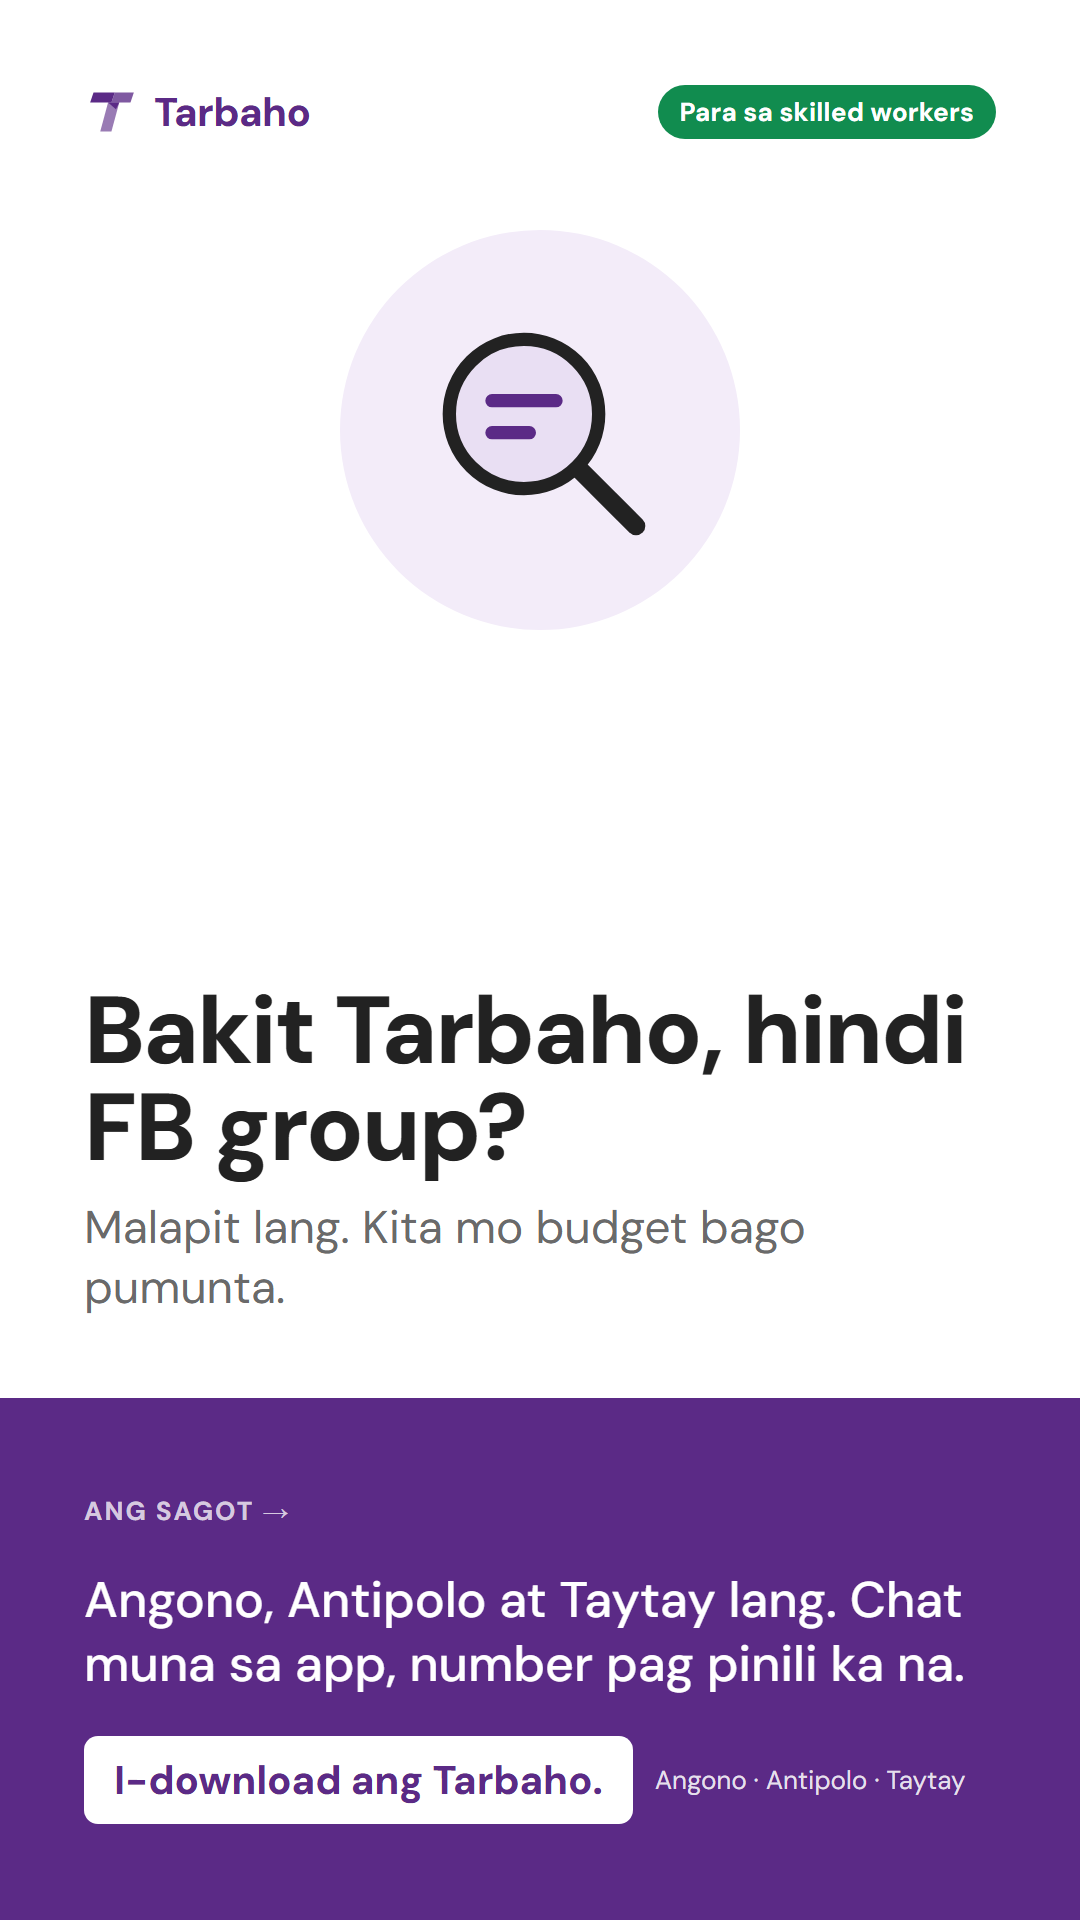 Tarbaho
Para sa skilled workers
Bakit Tarbaho, hindi
FB group?
Malapit lang. Kita mo budget bago
pumunta.
ANG SAGOT →
Angono, Antipolo at Taytay lang. Chat
muna sa app, number pag pinili ka na.
I-download ang Tarbaho.
Angono · Antipolo · Taytay